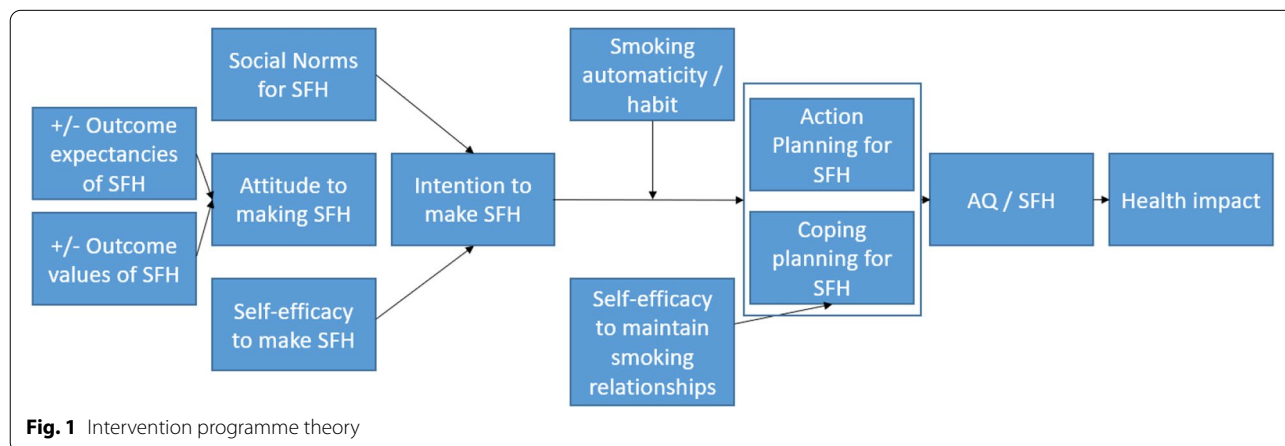 Social Norms
for SFH
+/- Outcome
expectancies
of SFH
+/- Outcome
values of SFH
Attitude to
making SFH
Self-efficacy
to make SFH
Intention to
make SFH
Smoking
automaticity /
habit
Action
Planning for
SFH
Coping
planning for
SFH
Self-efficacy
to maintain
smoking
relationships
AQ / SFH
Health impact
Fig. 1 Intervention programme theory